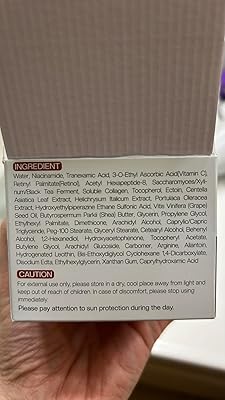 INGREDIENT
Water, Niacinamide, Tranexamic Acid, 3-O-Ethyl Ascorbic Acid(Vitamin C),
Retinyl Palmitate(Retinol), Acetyl Hexapeptide-8, Saccharomyces/Xyli-
num/Black Tea Ferment, Soluble Collagen, Tocopherol, Ectoin, Centella
Asiatica Leaf Extract, Helichrysum Italicum Extract, Portulaca Oleracea
Extract, Hydroxyethylpiperazine Ethane Sulfonic Acid, Vitis Vinifera (Grape)
Seed Oil, Butyrospermum Parkii (Shea) Butter, Glycerin, Propylene Glycol,
Ethylhexyl Palmitate, Dimethicone, Arachidyl Alcohol, Caprylic/Capric
Triglyceride, Peg-100 Stearate, Glyceryl Stearate, Cetearyl Alcohol, Behenyl
Alcohol, 1,2-Hexanediol, Hydroxyacetophenone, Tocopheryl Acetate,
Butylene Glycol, Arachidyl Glucoside, Carbomer, Arginine, Allantoin,
Hydrogenated Lecithin, Bis-Ethoxydiglycol Cyclohexane 1,4-Dicarboxylate,
Disodium Edta, Ethylhexylglycerin, Xanthan Gum, Caprylhydroxamic Acid
CAUTION
For external use only, please store in a dry, cool place away from light and
keep out of reach of children. In case of discomfort, please stop using
immediately.
Please pay attention to sun protection during the day.